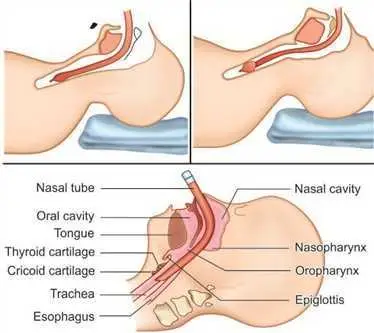 Nasal tube
Oral cavity
Tongue
Thyroid cartilage
Cricoid cartilage
Trachea
Esophagus
Nasal cavity
Nasopharynx
Oropharynx
Epiglottis